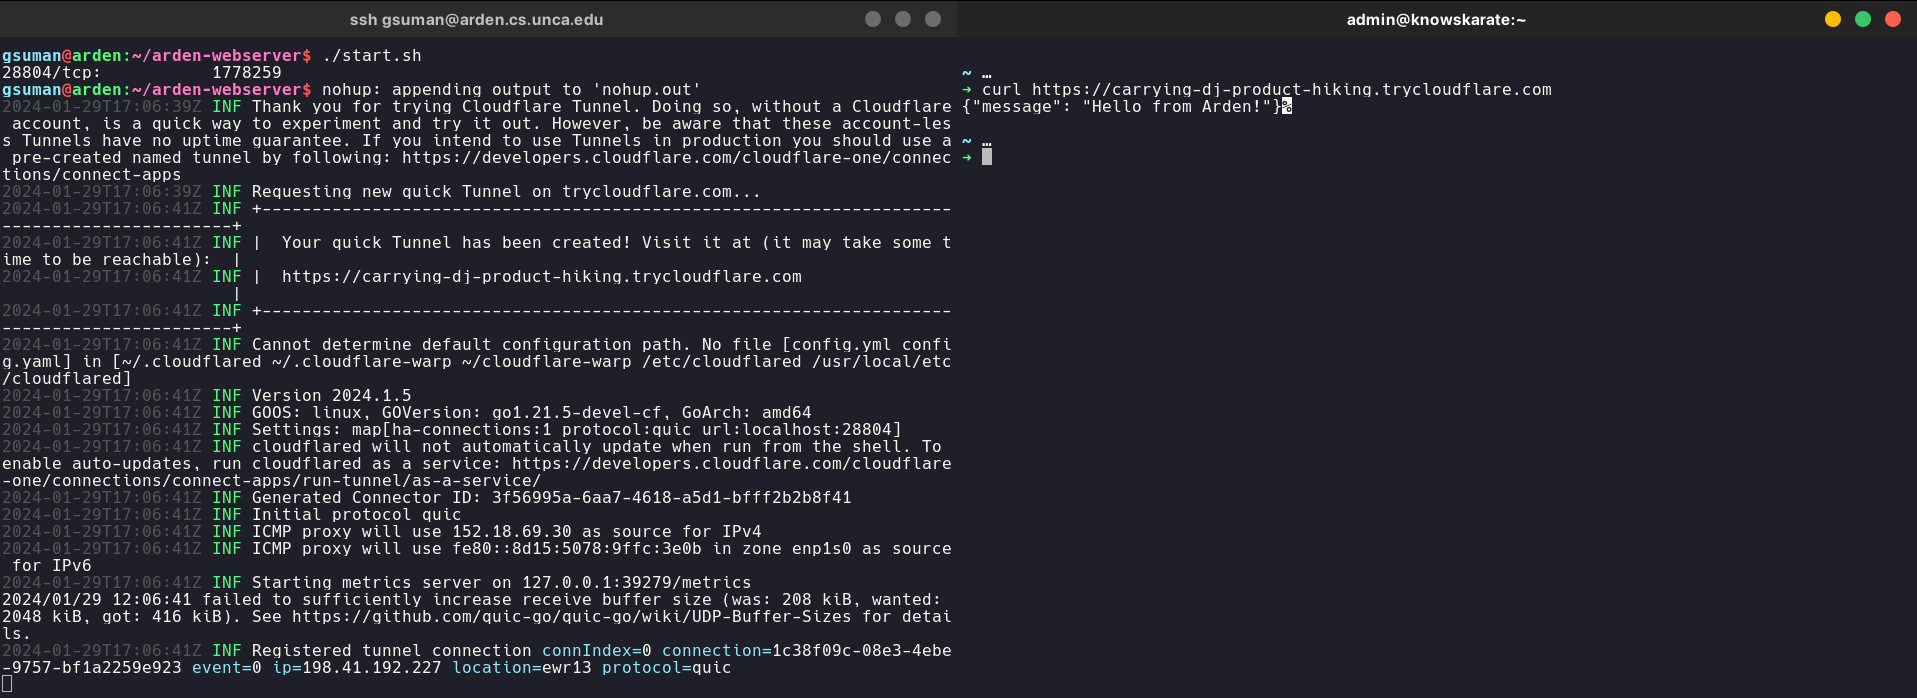 ssh gsuman@arden.cs.unca.edu
gsuman@arden:~/arden-webserver$ ./start.sh
28804/tcp:           1778259
gsuman@arden:~/arden-webserver$ nohup: appending output to 'nohup.out'
2024-01-29T17:06:39Z INF Thank you for trying Cloudflare Tunnel. Doing so, without a Cloudflare
 account, is a quick way to experiment and try it out. However, be aware that these account-les
s Tunnels have no uptime guarantee. If you intend to use Tunnels in production you should use a
 pre-created named tunnel by following: https://developers.cloudflare.com/cloudflare-one/connec
tions/connect-apps
2024-01-29T17:06:39Z INF Requesting new quick Tunnel on trycloudflare.com...
2024-01-29T17:06:41Z INF +---------------------------------------------------------------------
-----------------------+
2024-01-29T17:06:41Z INF |  Your quick Tunnel has been created! Visit it at (it may take some t
ime to be reachable):  |
2024-01-29T17:06:41Z INF |  https://carrying-dj-product-hiking.trycloudflare.com
                       |
2024-01-29T17:06:41Z INF +---------------------------------------------------------------------
-----------------------+
2024-01-29T17:06:41Z INF Cannot determine default configuration path. No file [config.yml confi
g.yaml] in [~/.cloudflared ~/.cloudflare-warp ~/cloudflare-warp /etc/cloudflared /usr/local/etc
/cloudflared]
2024-01-29T17:06:41Z INF Version 2024.1.5
2024-01-29T17:06:41Z INF GOOS: linux, GOVersion: go1.21.5-devel-cf, GoArch: amd64
2024-01-29T17:06:41Z INF Settings: map[ha-connections:1 protocol:quic url:localhost:28804]
2024-01-29T17:06:41Z INF cloudflared will not automatically update when run from the shell. To
enable auto-updates, run cloudflared as a service: https://developers.cloudflare.com/cloudflare
-one/connections/connect-apps/run-tunnel/as-a-service/
2024-01-29T17:06:41Z INF Generated Connector ID: 3f56995a-6aa7-4618-a5d1-bfff2b2b8f41
2024-01-29T17:06:41Z INF Initial protocol quic
2024-01-29T17:06:41Z INF ICMP proxy will use 152.18.69.30 as source for IPv4
2024-01-29T17:06:41Z INF ICMP proxy will use fe80::8d15:5078:9ffc:3e0b in zone enp1s0 as source
 for IPv6
2024-01-29T17:06:41Z INF Starting metrics server on 127.0.0.1:39279/metrics
2024/01/29 12:06:41 failed to sufficiently increase receive buffer size (was: 208 kiB, wanted:
2048 kiB, got: 416 kiB). See https://github.com/quic-go/quic-go/wiki/UDP-Buffer-Sizes for detai
ls.
2024-01-29T17:06:41Z INF Registered tunnel connection connIndex=0 connection=1c38f09c-08e3-4ebe
-9757-bf1a2259e923 event=0 ip=198.41.192.227 location=ewr13 protocol=quic
admin@knowskarate:~
~ …
➜ curl https://carrying-dj-product-hiking.trycloudflare.com
{"message": "Hello from Arden!"}%
~ …
➜